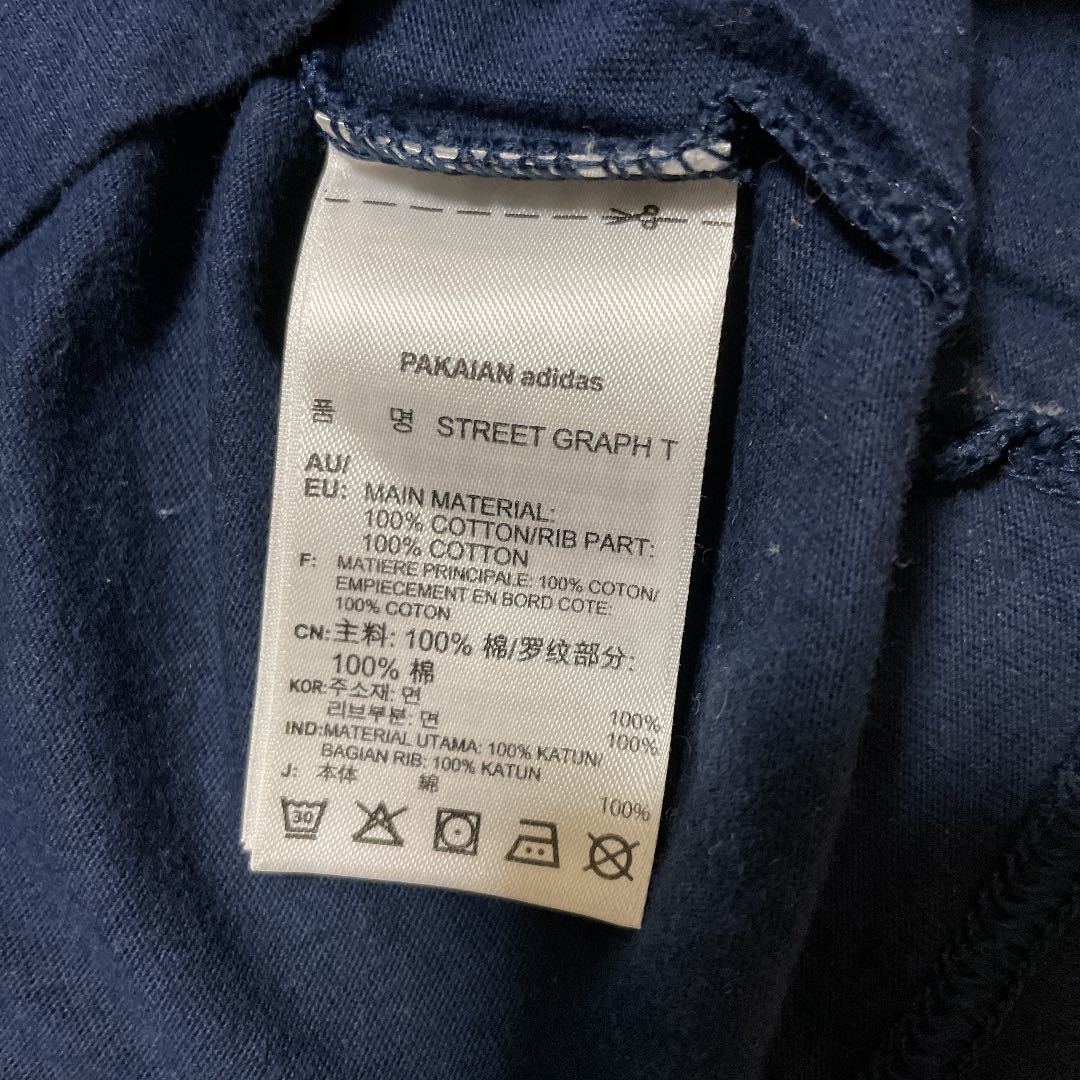 PAKAIAN adidas
품 명 STREET GRAPH T
AU/
EU: MAIN MATERIAL:
100% COTTON/RIB PART:
100% COTTON
F: MATIERE PRINCIPALE: 100% COTON/
EMPIECEMENT EN BORD COTE:
100% COTON
CN:主料: 100% 棉/罗纹部分:
100% 棉
KOR:주소재: 면 100%
리브부분: 면 100%
IND:MATERIAL UTAMA: 100% KATUN/
BAGIAN RIB: 100% KATUN
J: 本体 綿 100%
30